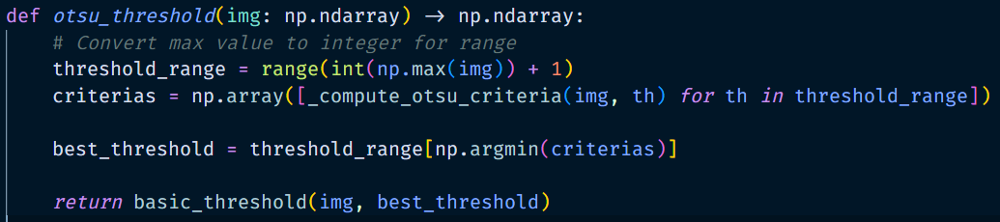 def otsu_threshold(img: np.ndarray) -> np.ndarray:
    # Convert max value to integer for range
    threshold_range = range(int(np.max(img)) + 1)
    criterias = np.array([_compute_otsu_criteria(img, th) for th in threshold_range])
    best_threshold = threshold_range[np.argmin(criterias)]
    return basic_threshold(img, best_threshold)